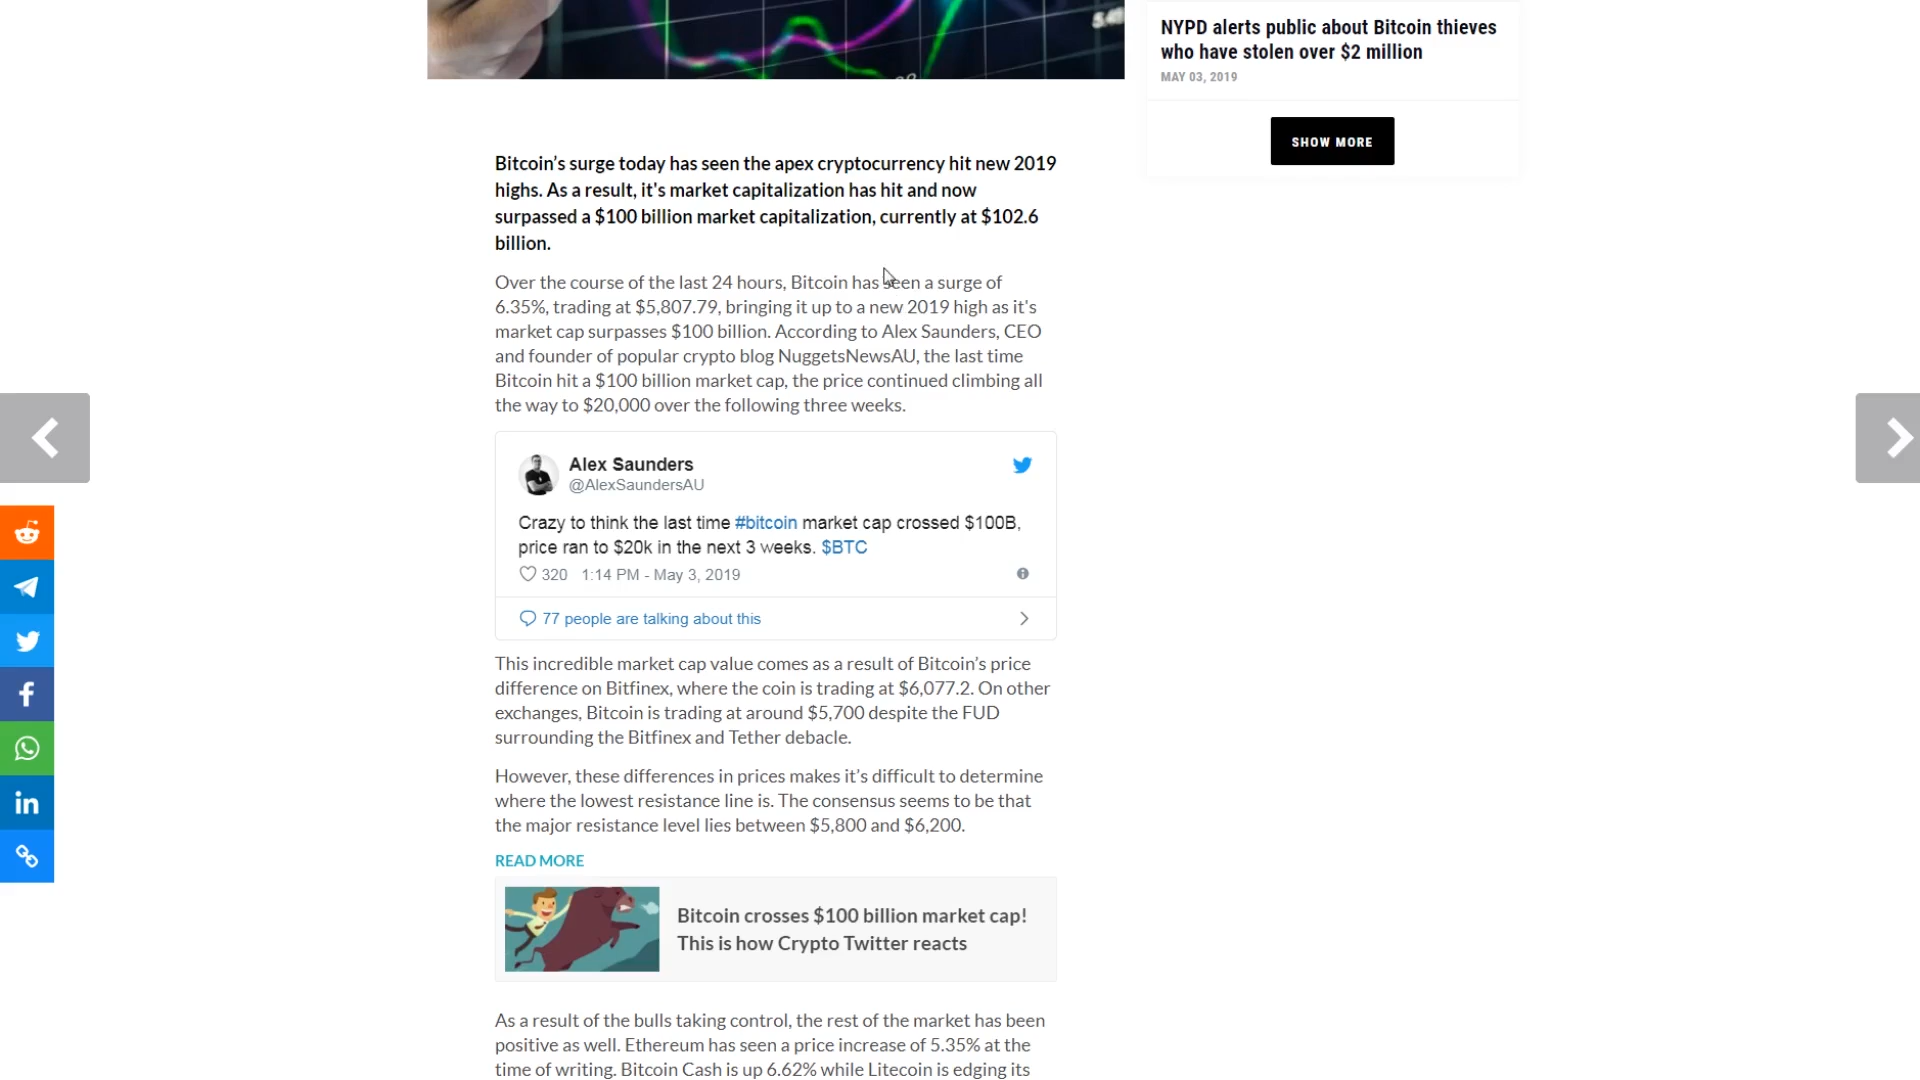 NYPD alerts public about Bitcoin thieves
who have stolen over $2 million
MAY 03, 2019
SHOW MORE
Bitcoin’s surge today has seen the apex cryptocurrency hit new 2019
highs. As a result, it's market capitalization has hit and now
surpassed a $100 billion market capitalization, currently at $102.6
billion.
Over the course of the last 24 hours, Bitcoin has seen a surge of
6.35%, trading at $5,807.79, bringing it up to a new 2019 high as it's
market cap surpasses $100 billion. According to Alex Saunders, CEO
and founder of popular crypto blog NuggetsNewsAU, the last time
Bitcoin hit a $100 billion market cap, the price continued climbing all
the way to $20,000 over the following three weeks.
Alex Saunders
@AlexSaundersAU
Crazy to think the last time #bitcoin market cap crossed $100B,
price ran to $20k in the next 3 weeks. $BTC
320 1:14 PM - May 3, 2019
77 people are talking about this
This incredible market cap value comes as a result of Bitcoin’s price
difference on Bitfinex, where the coin is trading at $6,077.2. On other
exchanges, Bitcoin is trading at around $5,700 despite the FUD
surrounding the Bitfinex and Tether debacle.
However, these differences in prices makes it’s difficult to determine
where the lowest resistance line is. The consensus seems to be that
the major resistance level lies between $5,800 and $6,200.
READ MORE
Bitcoin crosses $100 billion market cap!
This is how Crypto Twitter reacts
As a result of the bulls taking control, the rest of the market has been
positive as well. Ethereum has seen a price increase of 5.35% at the
time of writing. Bitcoin Cash is up 6.62% while Litecoin is edging its